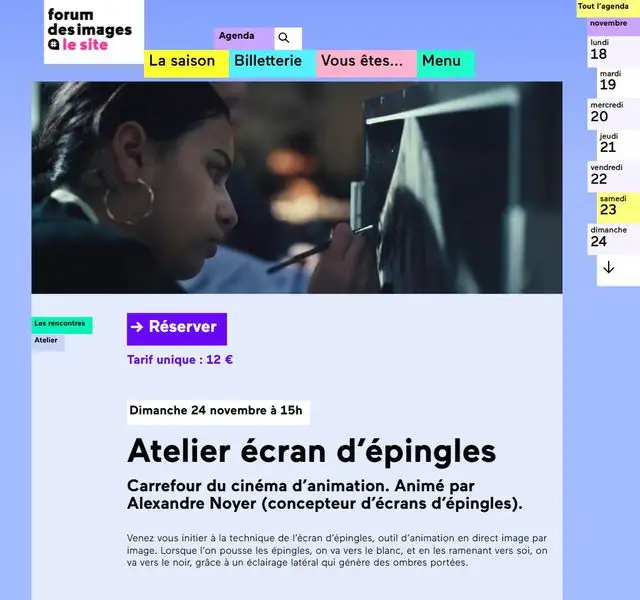 forum
des images
le site
Agenda
La saison
Billetterie
Vous êtes...
Menu
Tout l'agenda
novembre
lundi
18
mardi
19
mercredi
20
jeudi
21
vendredi
22
samedi
23
dimanche
24
Les rencontres
Atelier
→ Réserver
Tarif unique : 12 €
Dimanche 24 novembre à 15h
Atelier écran d'épingles
Carrefour du cinéma d'animation. Animé par
Alexandre Noyer (concepteur d'écrans d'épingles).
Venez vous initier à la technique de l'écran d'épingles, outil d'animation en direct image par
image. Lorsque l'on pousse les épingles, on va vers le blanc, et en les ramenant vers soi, on
va vers le noir, grâce à un éclairage latéral qui génère des ombres portées.